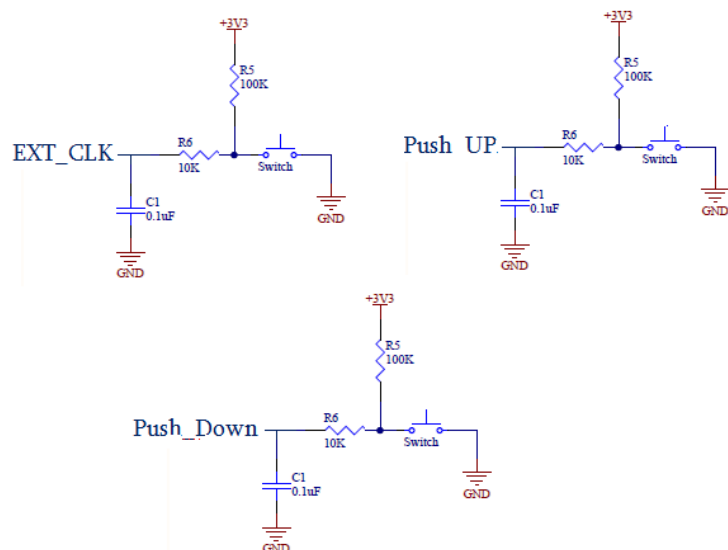 +3V3
R5
100K
R6
EXT_CLK
10K
Switch
C1
0.1uF
GND
GND
+3V3
R5
100K
R6
Push_UP
10K
Switch
C1
0.1uF
GND
GND
+3V3
R5
100K
R6
Push_Down
10K
Switch
C1
0.1uF
GND
GND